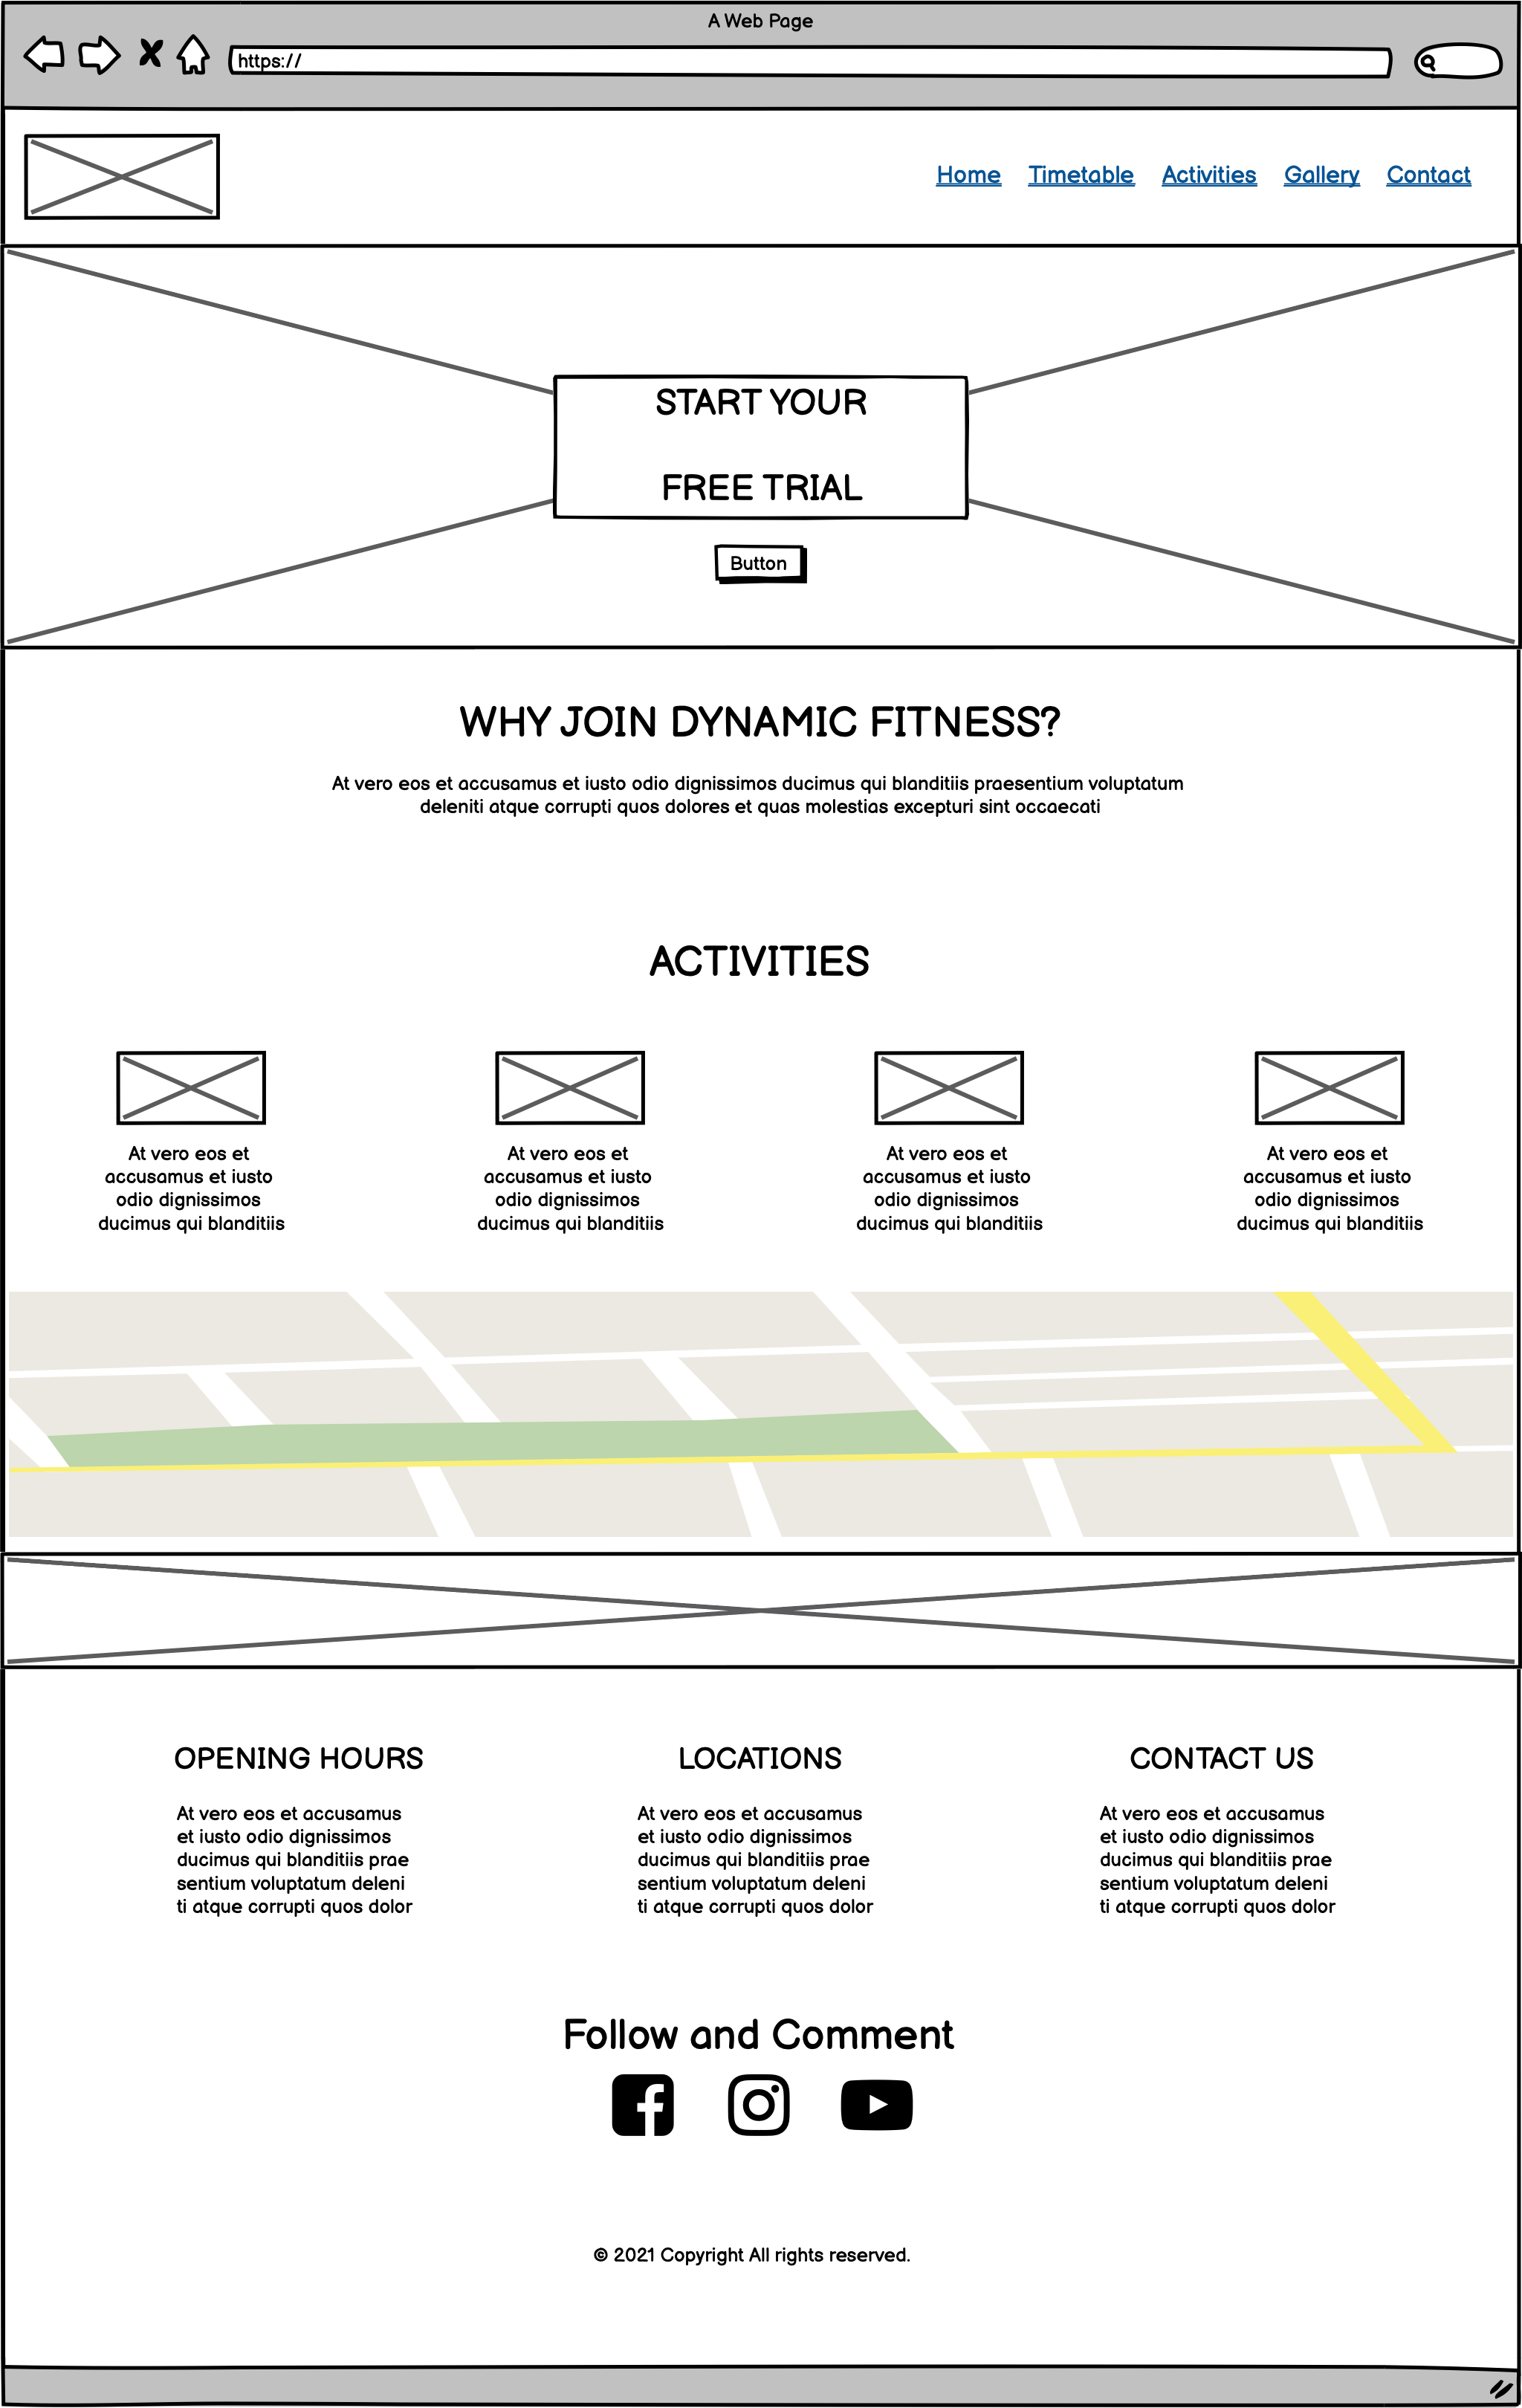 A Web Page
https://
Home Timetable Activities Gallery Contact
START YOUR
FREE TRIAL
Button
WHY JOIN DYNAMIC FITNESS?
At vero eos et accusamus et iusto odio dignissimos ducimus qui blanditiis praesentium voluptatum
deleniti atque corrupti quos dolores et quas molestias excepturi sint occaecati
ACTIVITIES
At vero eos et
accusamus et iusto
odio dignissimos
ducimus qui blanditiis
At vero eos et
accusamus et iusto
odio dignissimos
ducimus qui blanditiis
At vero eos et
accusamus et iusto
odio dignissimos
ducimus qui blanditiis
At vero eos et
accusamus et iusto
odio dignissimos
ducimus qui blanditiis
OPENING HOURS
At vero eos et accusamus
et iusto odio dignissimos
ducimus qui blanditiis prae
sentium voluptatum deleni
ti atque corrupti quos dolor
LOCATIONS
At vero eos et accusamus
et iusto odio dignissimos
ducimus qui blanditiis prae
sentium voluptatum deleni
ti atque corrupti quos dolor
CONTACT US
At vero eos et accusamus
et iusto odio dignissimos
ducimus qui blanditiis prae
sentium voluptatum deleni
ti atque corrupti quos dolor
Follow and Comment
© 2021 Copyright All rights reserved.